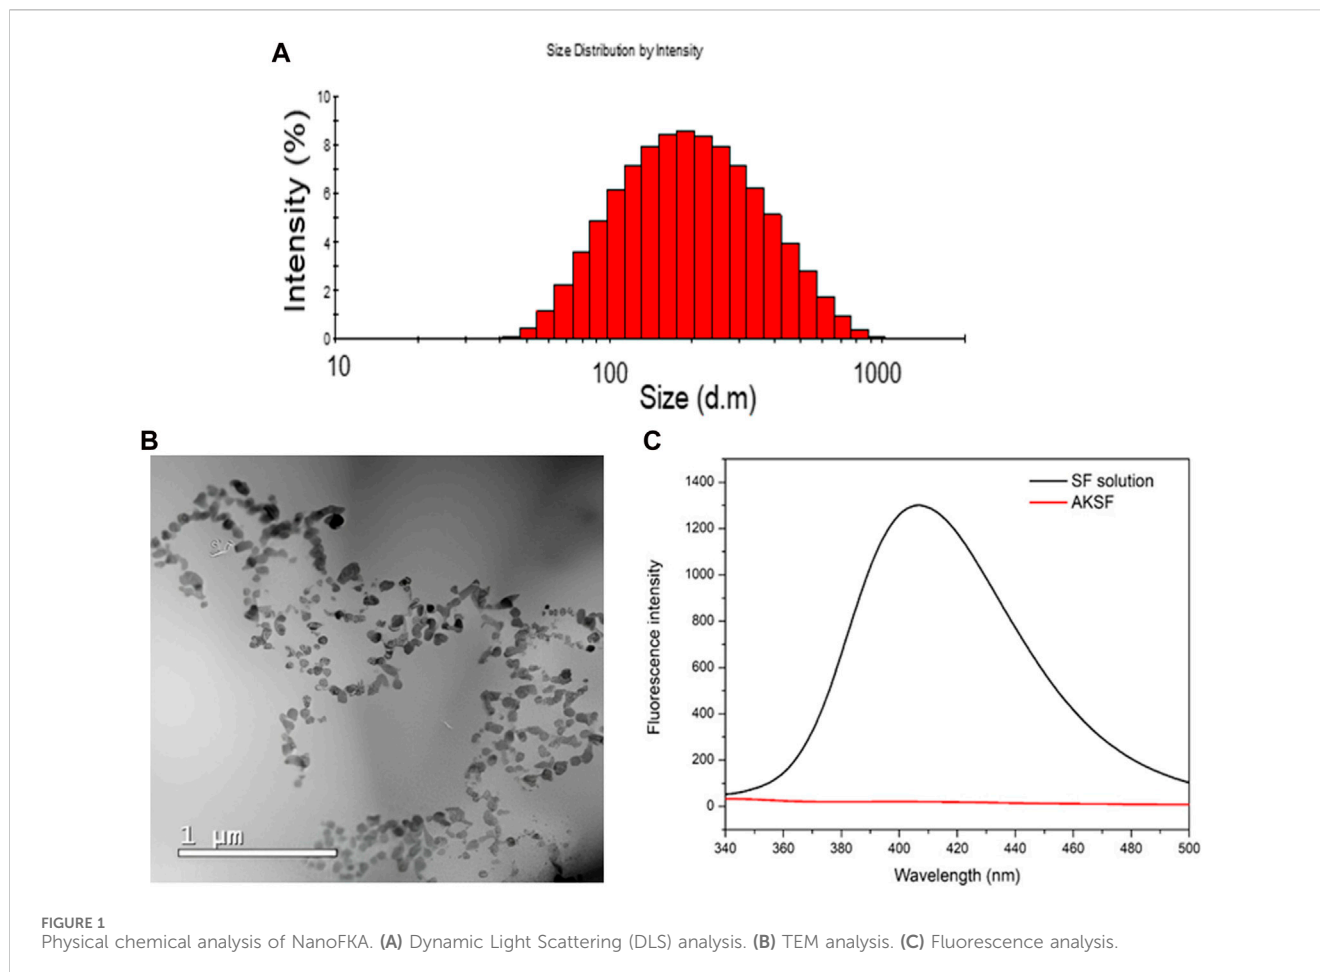 A
Size Distribution by Intensity
Intensity (%)
10
8
6
4
2
0
10
100
1000
Size (d.m)
B
1 μm
C
Fluorescence intensity
1400
1200
1000
800
600
400
200
0
SF solution
AKSF
340
360
380
400
420
440
460
480
500
Wavelength (nm)
FIGURE 1
Physical chemical analysis of NanoFKA. (A) Dynamic Light Scattering (DLS) analysis. (B) TEM analysis. (C) Fluorescence analysis.